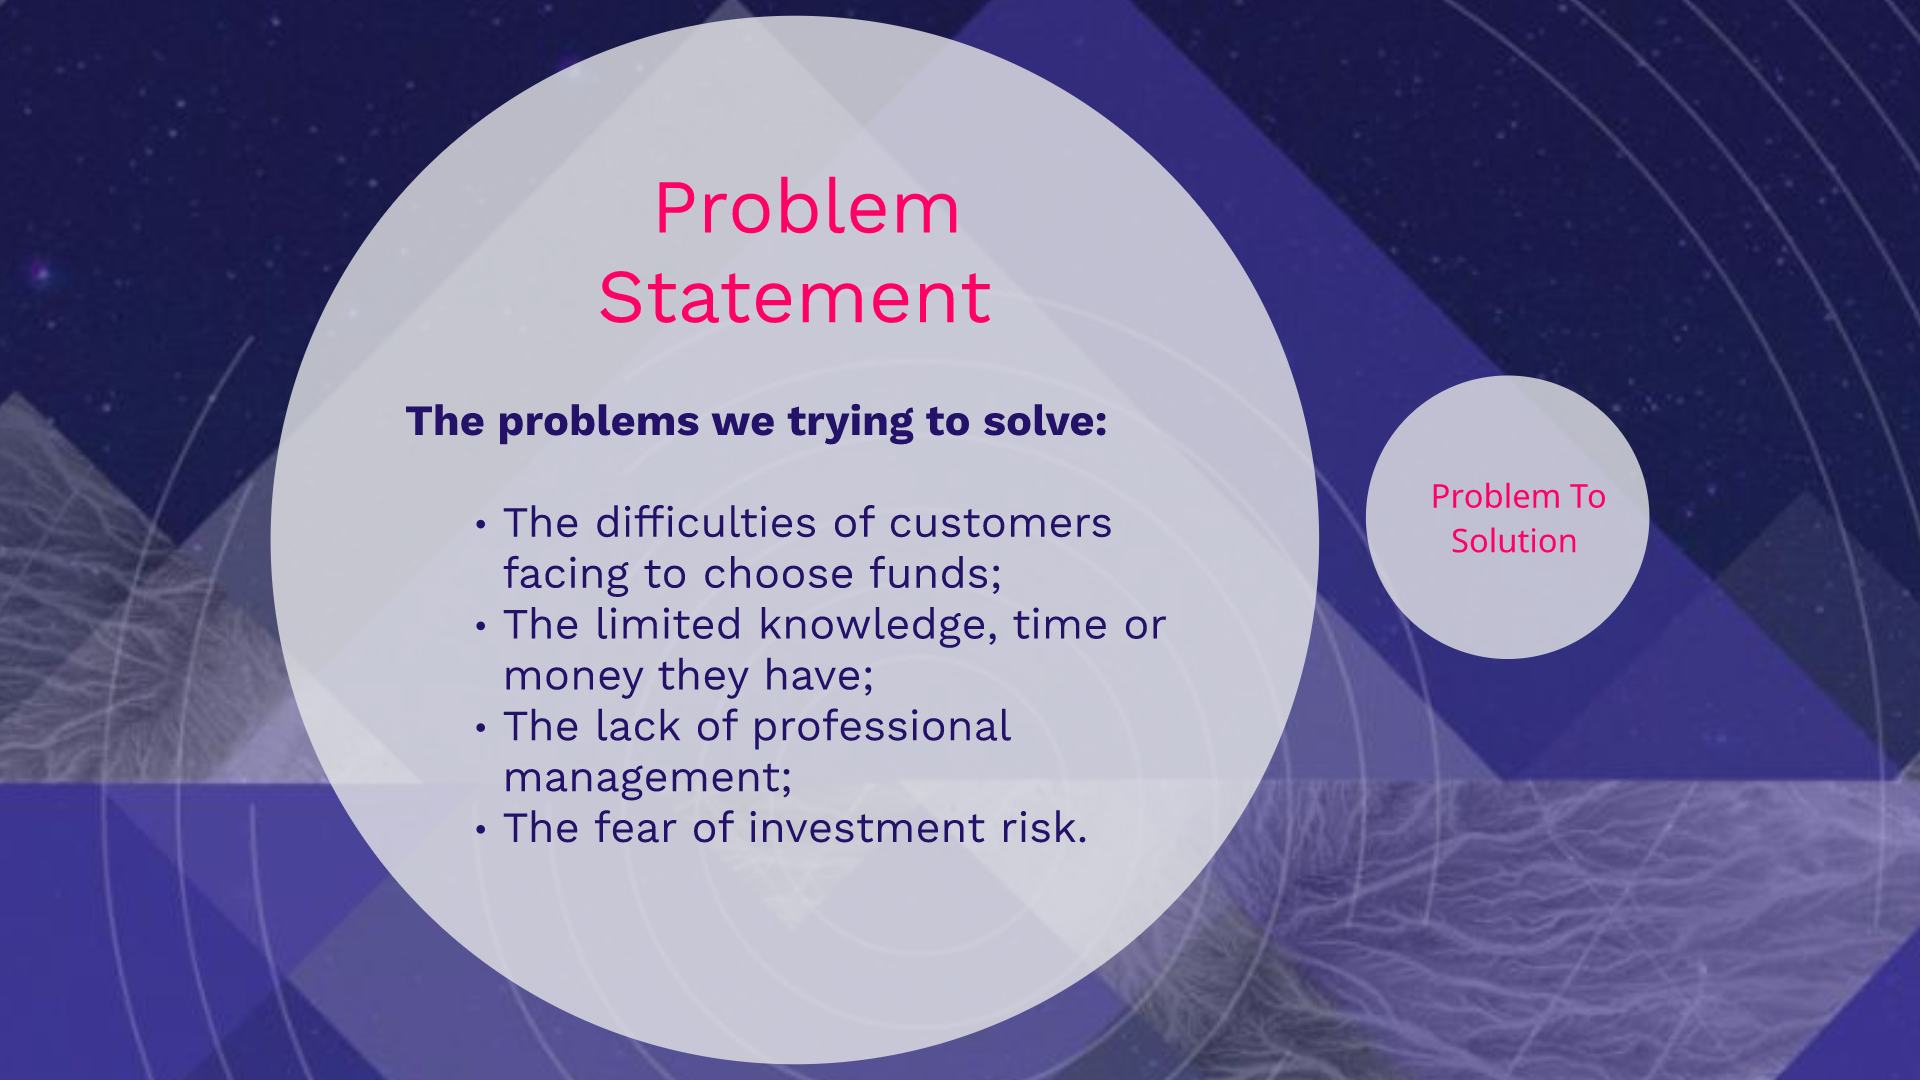 Problem
Statement
The problems we trying to solve:
• The difficulties of customers
facing to choose funds;
• The limited knowledge, time or
money they have;
• The lack of professional
management;
• The fear of investment risk.
Problem To
Solution